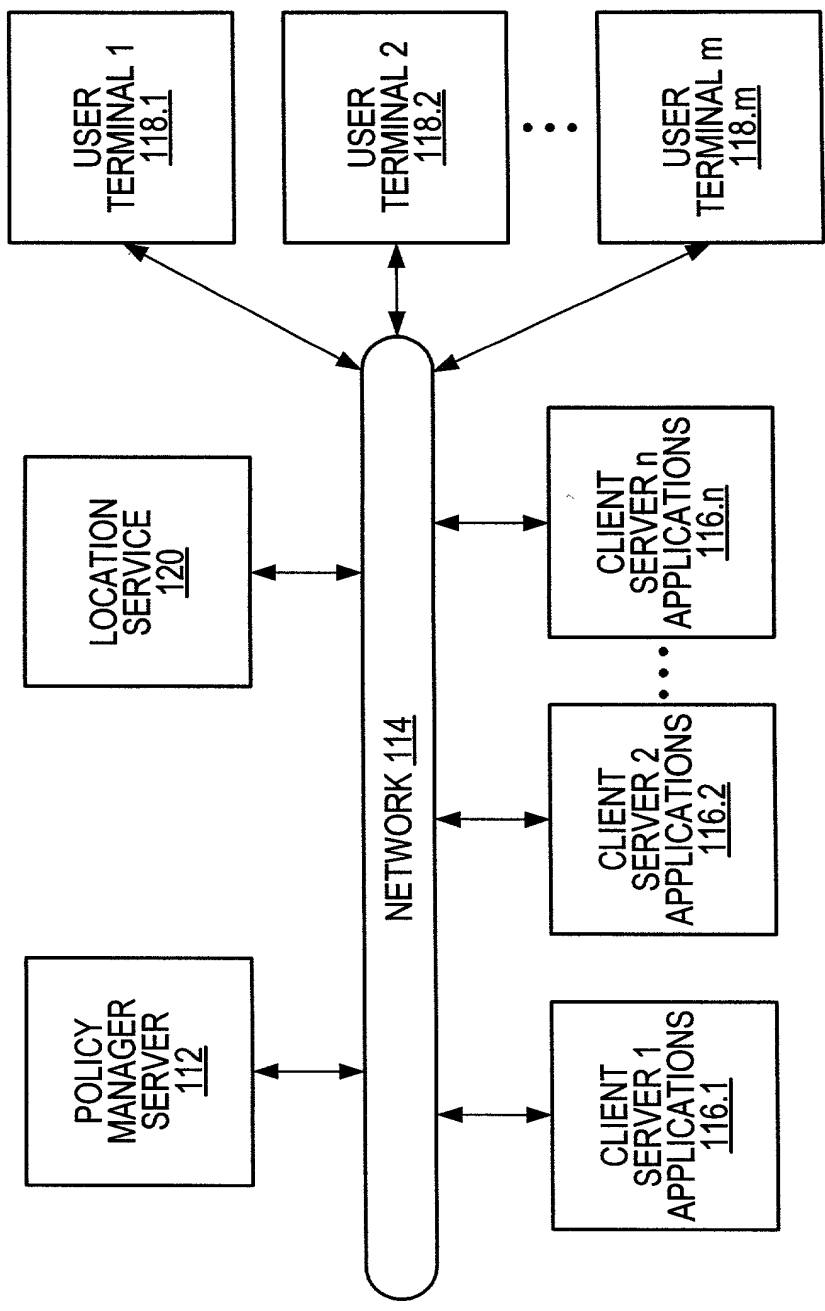 POLICY
MANAGER
SERVER
112
LOCATION
SERVICE
120
USER
TERMINAL 1
118.1
USER
TERMINAL 2
118.2
USER
TERMINAL m
118.m
NETWORK 114
CLIENT
SERVER 1
APPLICATIONS
116.1
CLIENT
SERVER 2
APPLICATIONS
116.2
CLIENT
SERVER n
APPLICATIONS
116.n